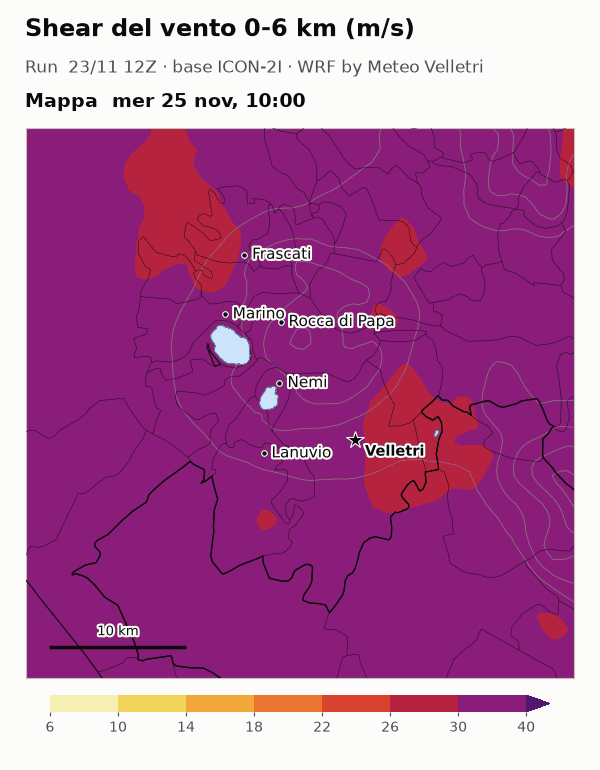 Shear del vento 0-6 km (m/s)
Run  23/11 12Z · base ICON-2I · WRF by Meteo Velletri
Mappa  mer 25 nov, 10:00
Frascati
Marino
Rocca di Papa
Nemi
Velletri
Lanuvio
10 km
6 10 14 18 22 26 30 40